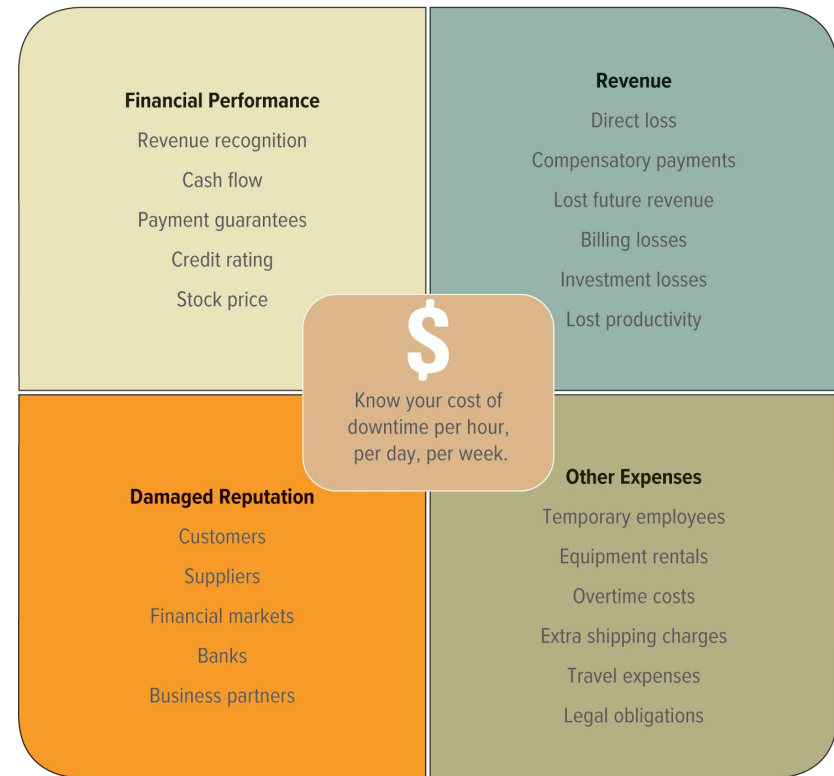 Financial Performance
Revenue recognition
Cash flow
Payment guarantees
Credit rating
Stock price
Revenue
Direct loss
Compensatory payments
Lost future revenue
Billing losses
Investment losses
Lost productivity
$
Know your cost of
downtime per hour,
per day, per week.
Damaged Reputation
Customers
Suppliers
Financial markets
Banks
Business partners
Other Expenses
Temporary employees
Equipment rentals
Overtime costs
Extra shipping charges
Travel expenses
Legal obligations